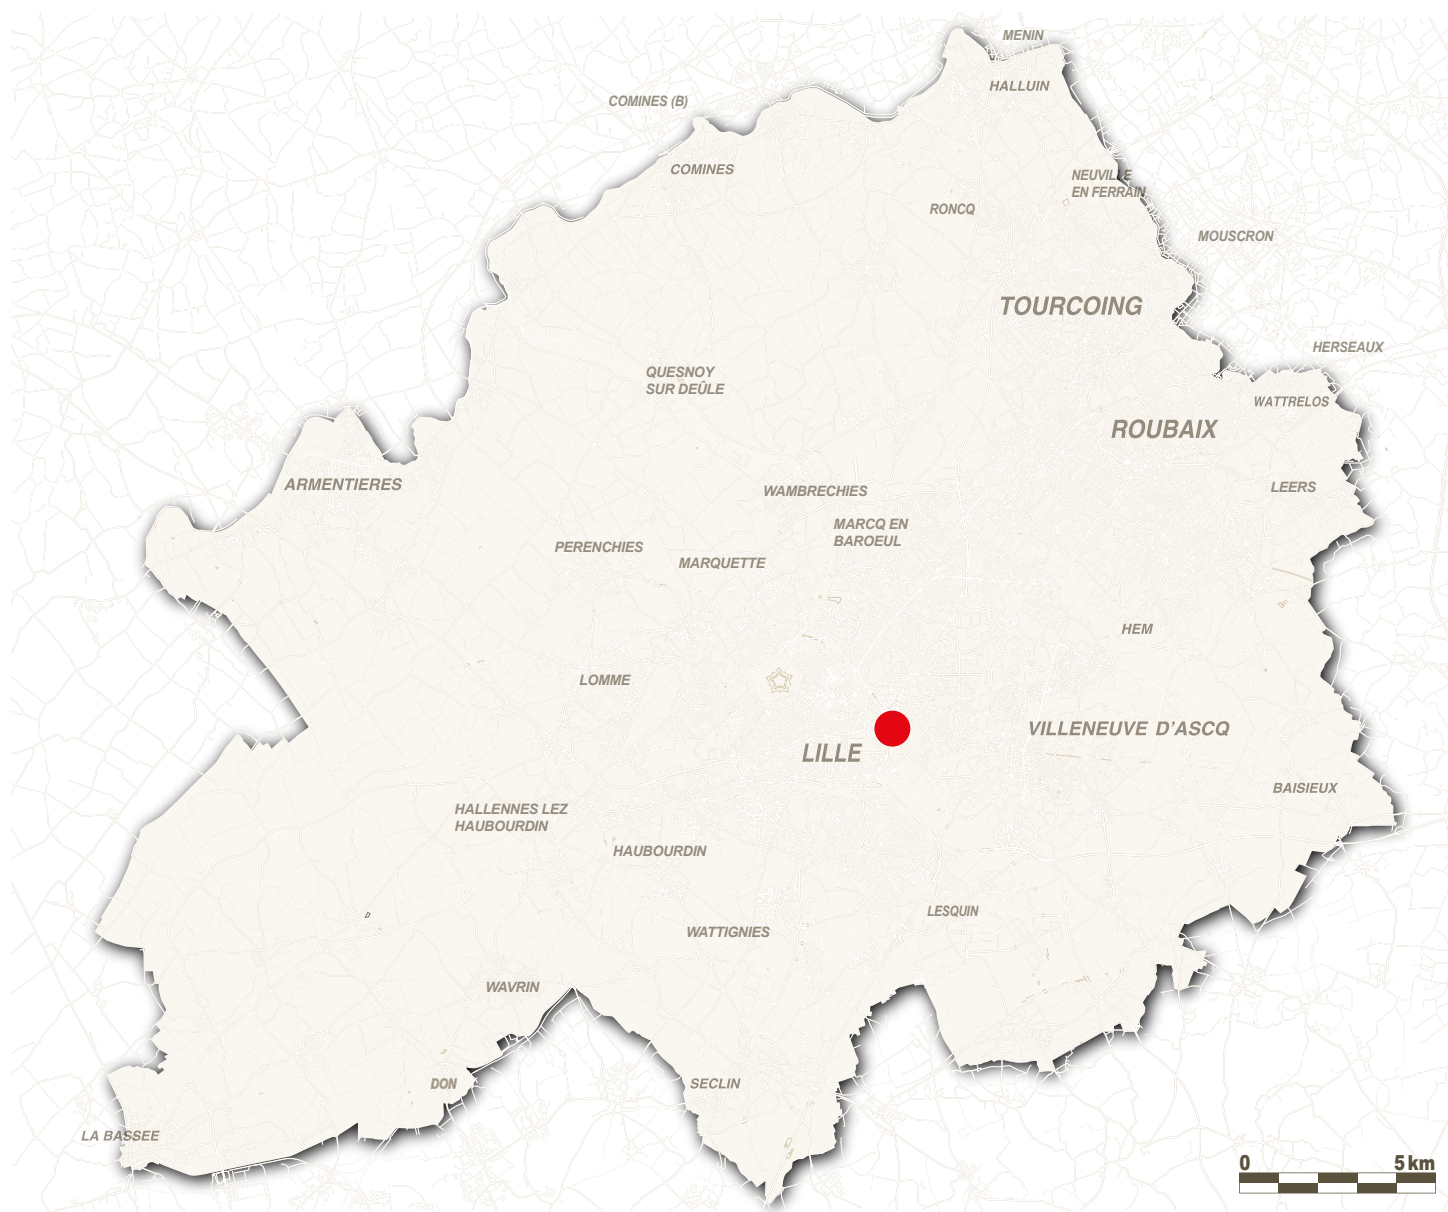 MENIN
HALLUIN
COMINES (B)
COMINES
NEUVILLE
EN FERRAIN
RONCQ
MOUSCRON
TOURCOING
HERSEAUX
QUESNOY
SUR DEÛLE
WATTRELOS
ROUBAIX
ARMENTIERES
WAMBRECHIES
LEERS
MARCQ EN
BAROEUL
PERENCHIES
MARQUETTE
HEM
LOMME
VILLENEUVE D'ASCQ
LILLE
BAISIEUX
HALLENNES LEZ
HAUBOURDIN
HAUBOURDIN
LESQUIN
WATTIGNIES
WAVRIN
DON
SECLIN
LA BASSEE
0 5 km